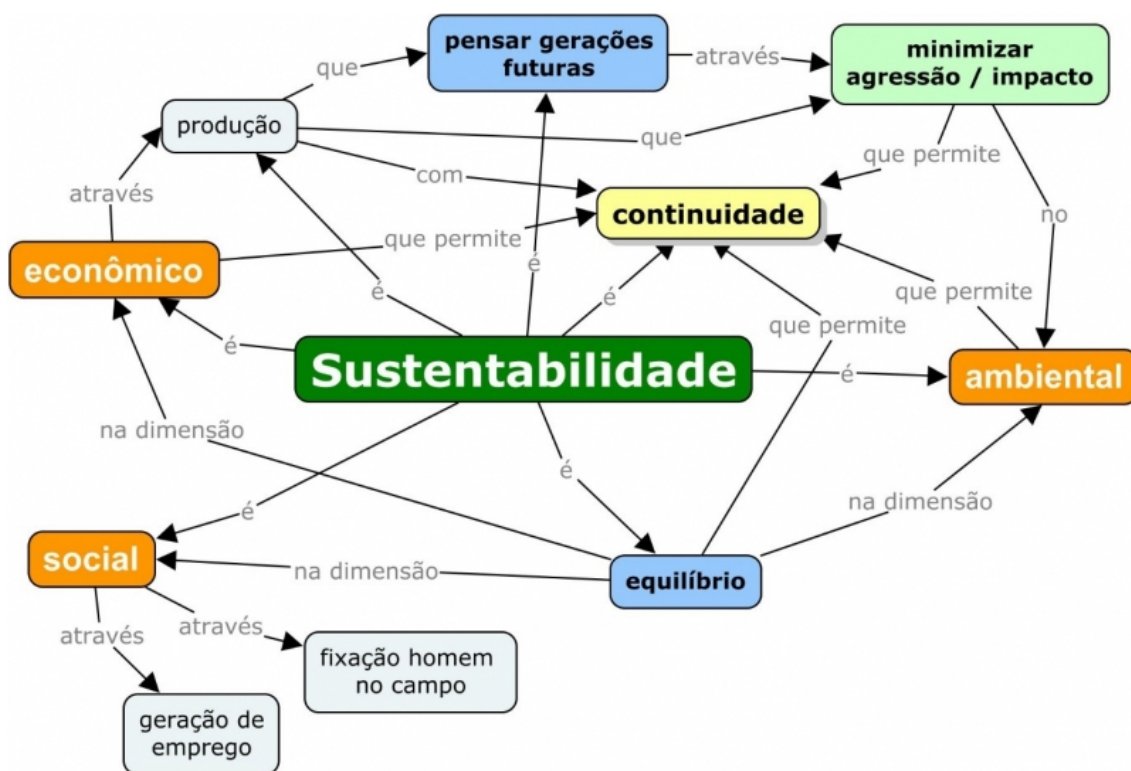 pensar gerações
futuras
através
minimizar
agressão / impacto
que
produção
que
que permite
através
com
continuidade
no
econômico
que permite
é
que permite
é
é
que permite
é
Sustentabilidade
é
ambiental
na dimensão
é
na dimensão
é
social
na dimensão
equilíbrio
através
através
fixação homem
no campo
geração de
emprego